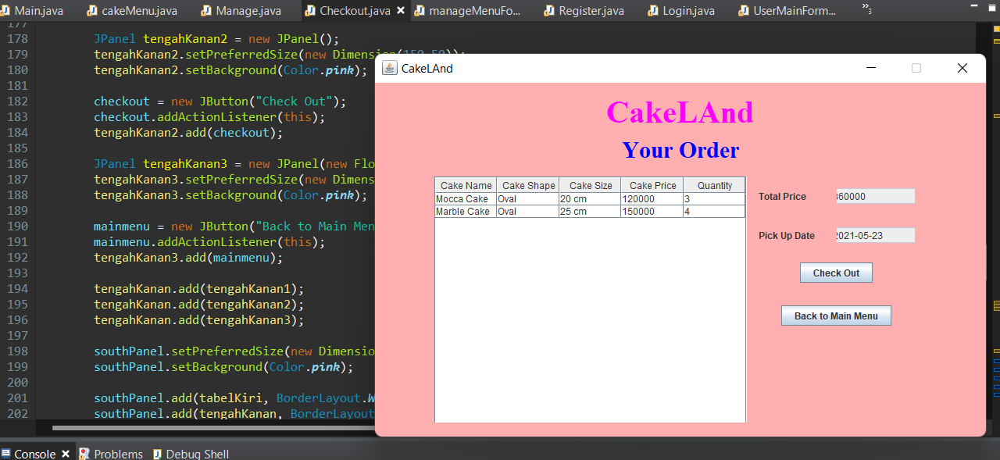 Main.java cakeMenu.java Manage.java Checkout.java manageMenuFo... Register.java Login.java UserMainForm... »3
177
178 JPanel tengahKanan2 = new JPanel();
179 tengahKanan2.setPreferredSize(new Dimension(150,50));
180 tengahKanan2.setBackground(Color.pink);
181
182 checkout = new JButton("Check Out");
183 checkout.addActionListener(this);
184 tengahKanan2.add(checkout);
185
186 JPanel tengahKanan3 = new JPanel(new Flo
187 tengahKanan3.setPreferredSize(new Dimens
188 tengahKanan3.setBackground(Color.pink);
189
190 mainmenu = new JButton("Back to Main Men
191 mainmenu.addActionListener(this);
192 tengahKanan3.add(mainmenu);
193
194 tengahKanan.add(tengahKanan1);
195 tengahKanan.add(tengahKanan2);
196 tengahKanan.add(tengahKanan3);
197
198 southPanel.setPreferredSize(new Dimensio
199 southPanel.setBackground(Color.pink);
200
201 southPanel.add(tabelKiri, BorderLayout.W
202 southPanel.add(tengahKanan, BorderLayout
CakeLAnd
CakeLAnd
Your Order
Cake Name Cake Shape Cake Size Cake Price Quantity
Mocca Cake Oval 20 cm 120000 3
Marble Cake Oval 25 cm 150000 4
Total Price 360000
Pick Up Date 2021-05-23
Check Out
Back to Main Menu
Console Problems Debug Shell